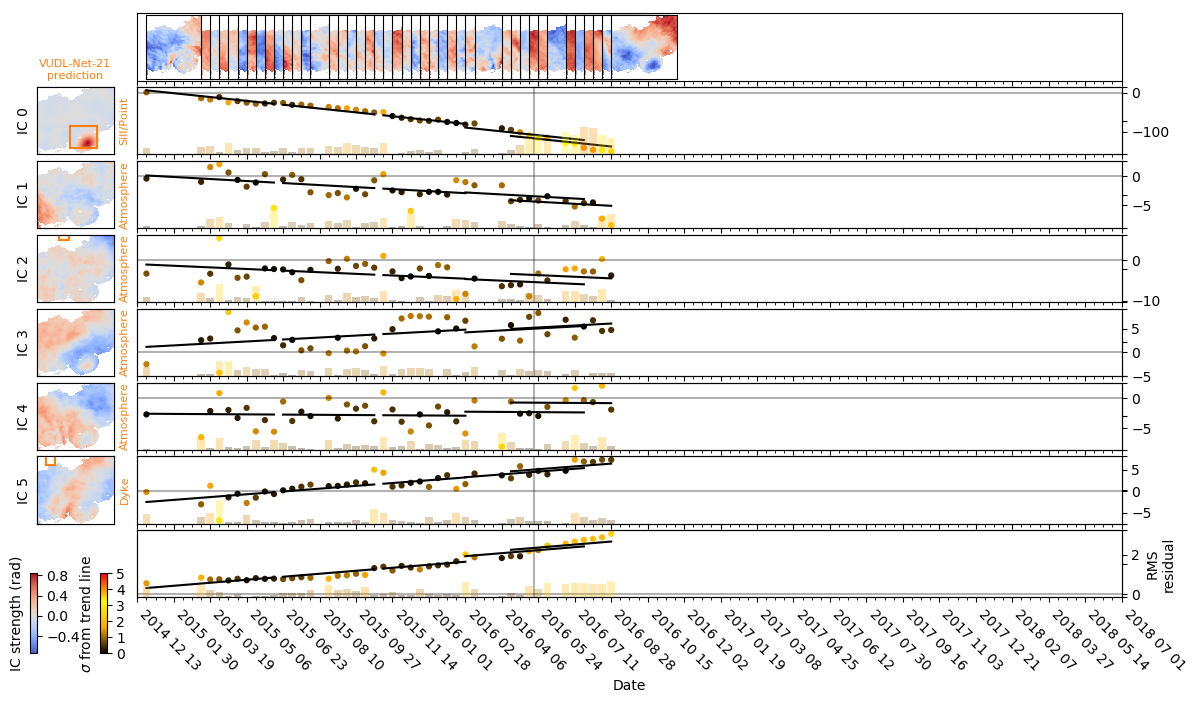 VUDL-Net-21
prediction
IC 0
Sill/Point
0
−100
IC 1
Atmosphere
0
−5
IC 2
Atmosphere
−10
IC 3
Atmosphere
5
0
−5
IC 4
Atmosphere
0
−5
IC 5
Dyke
5
0
−5
2
0
RMS
residual
IC strength (rad)
0.8
0.4
0.0
−0.4
σ from trend line
5
4
3
2
1
0
2014 12 13
2015 01 30
2015 03 19
2015 05 06
2015 06 23
2015 08 10
2015 09 27
2015 11 14
2016 01 01
2016 02 18
2016 04 06
2016 05 24
2016 07 11
2016 08 28
2016 10 15
2016 12 02
2017 01 19
2017 03 08
2017 04 25
2017 06 12
2017 07 30
2017 09 16
2017 11 03
2017 12 21
2018 02 07
2018 03 27
2018 05 14
2018 07 01
Date